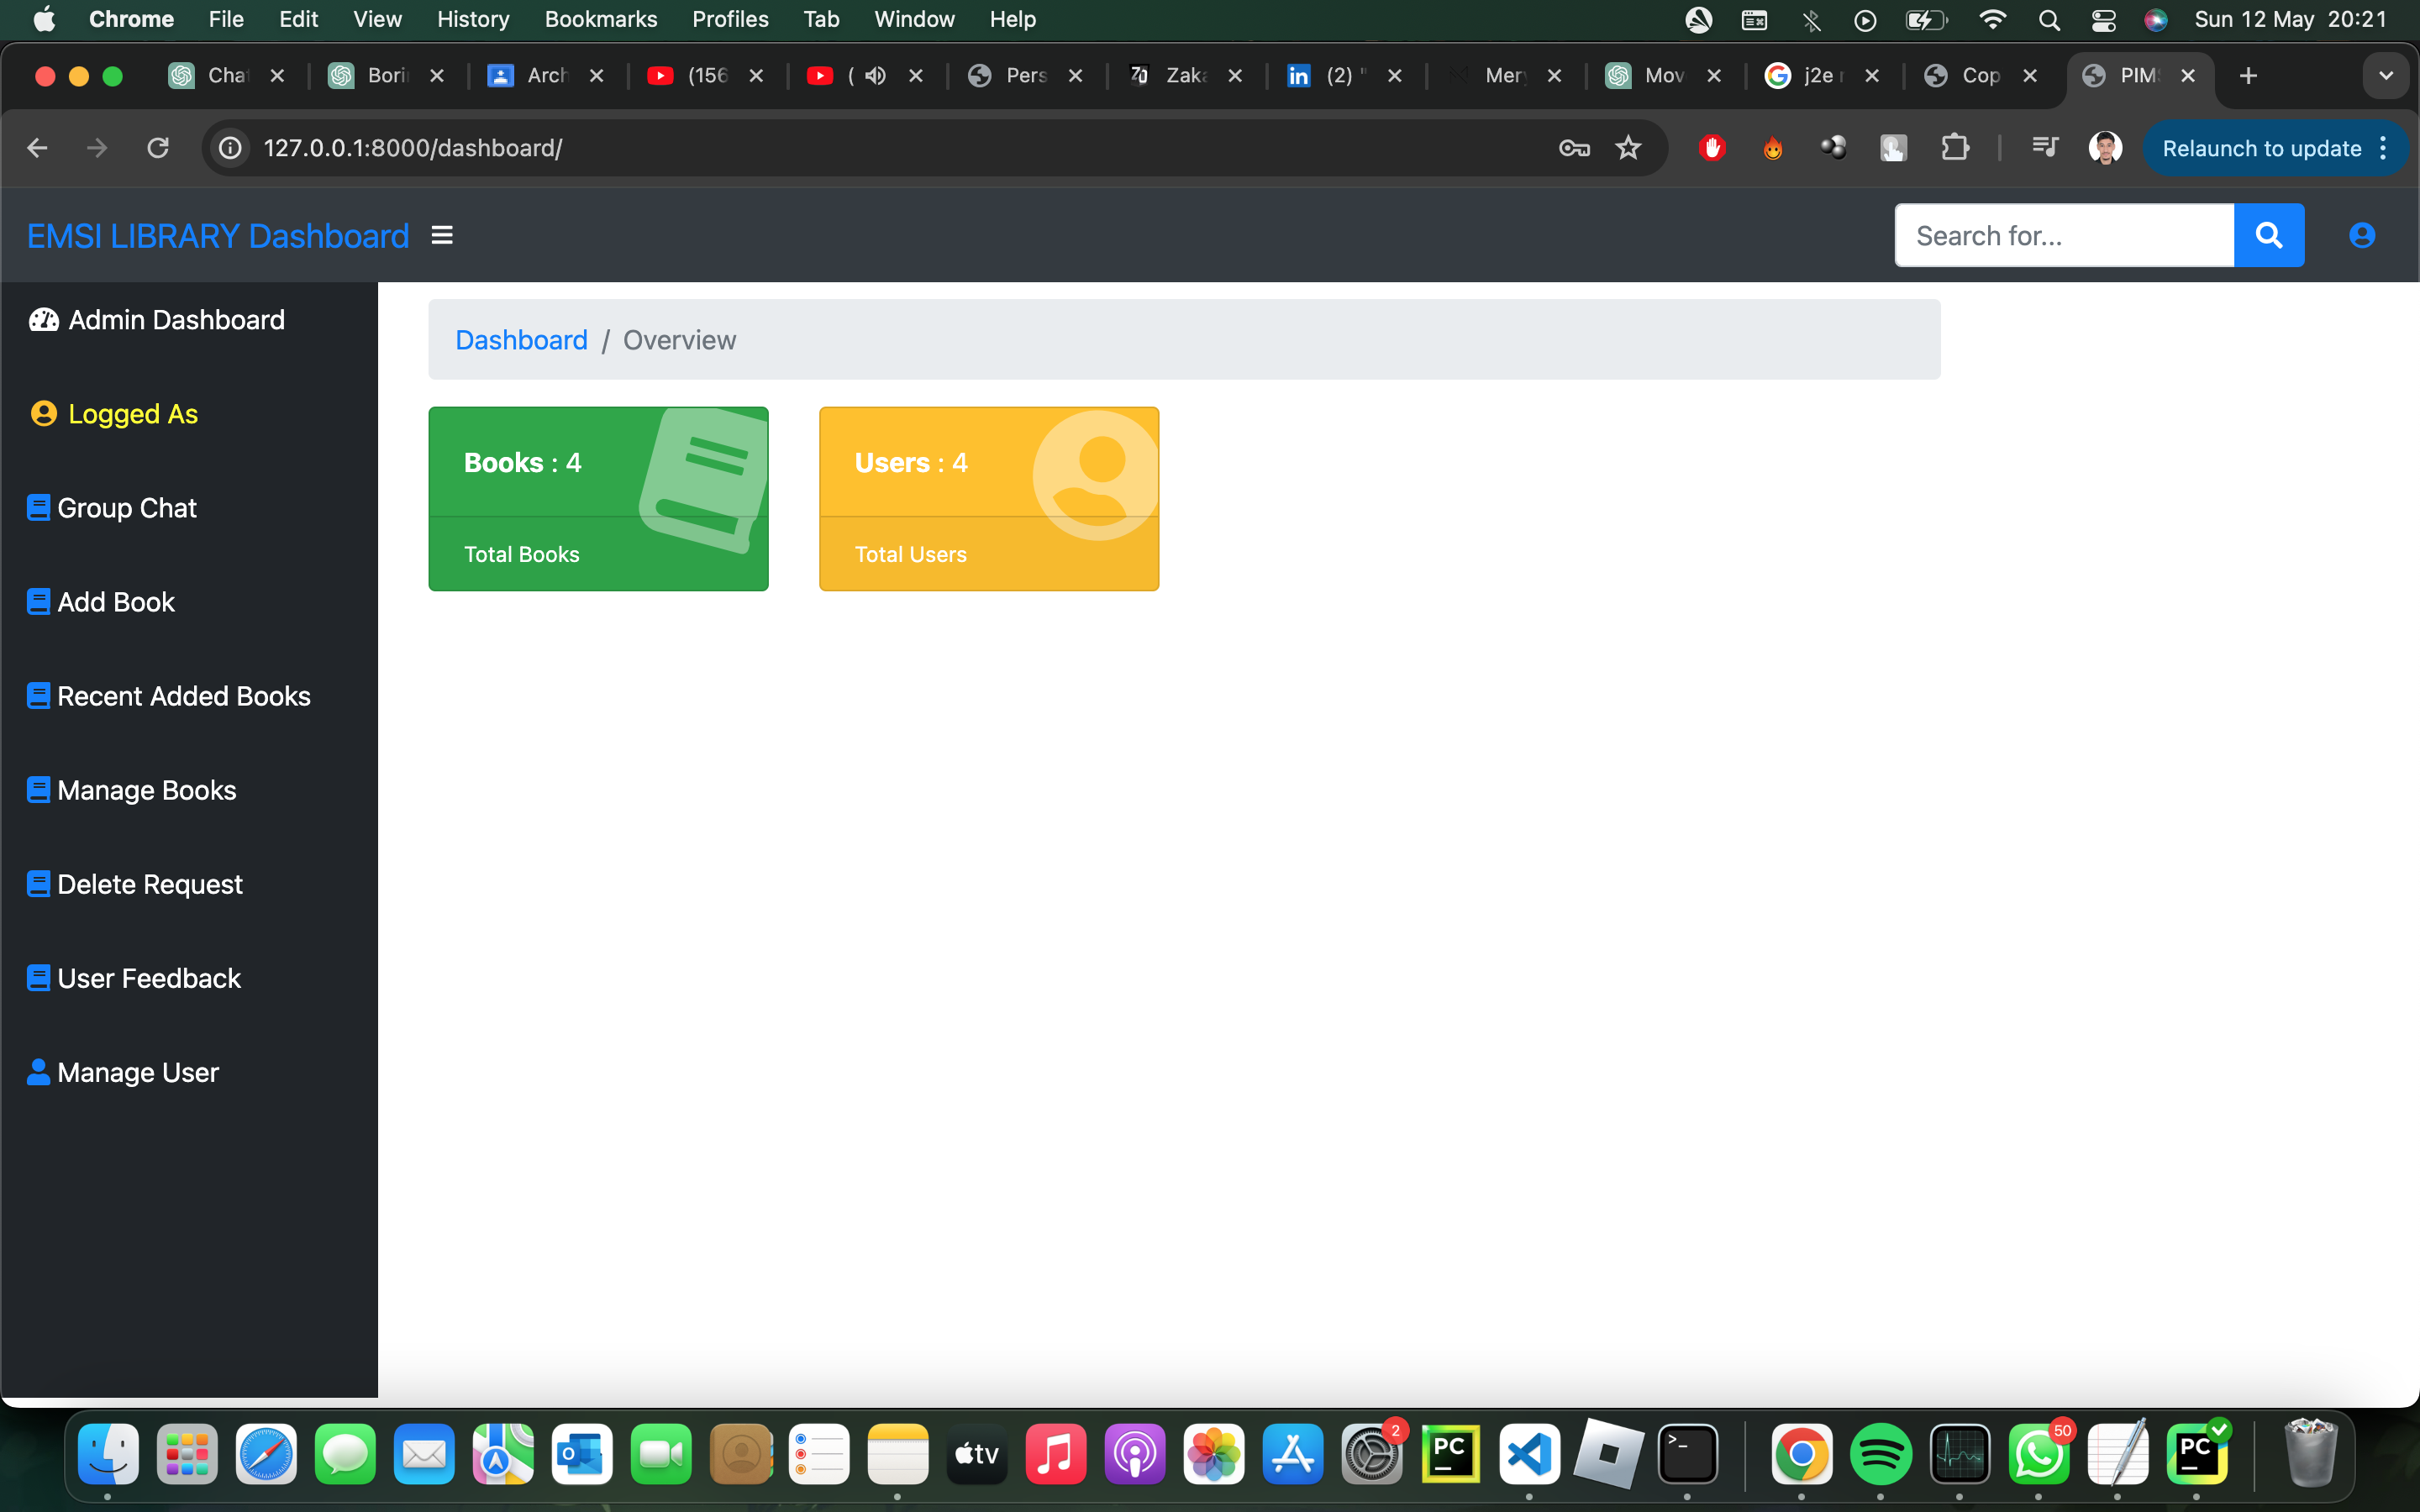 Chrome File Edit View History Bookmarks Profiles Tab Window Help Sun 12 May 20:21
Cha Bori Arch (156 ( Pers Zaka (2) " Mery Mov j2e r Cop PIM
127.0.0.1:8000/dashboard/ Relaunch to update
EMSI LIBRARY Dashboard Search for...
Admin Dashboard
Logged As
Group Chat
Add Book
Recent Added Books
Manage Books
Delete Request
User Feedback
Manage User
Dashboard / Overview
Books : 4
Total Books
Users : 4
Total Users
tv 2 PC >_ 50 PC